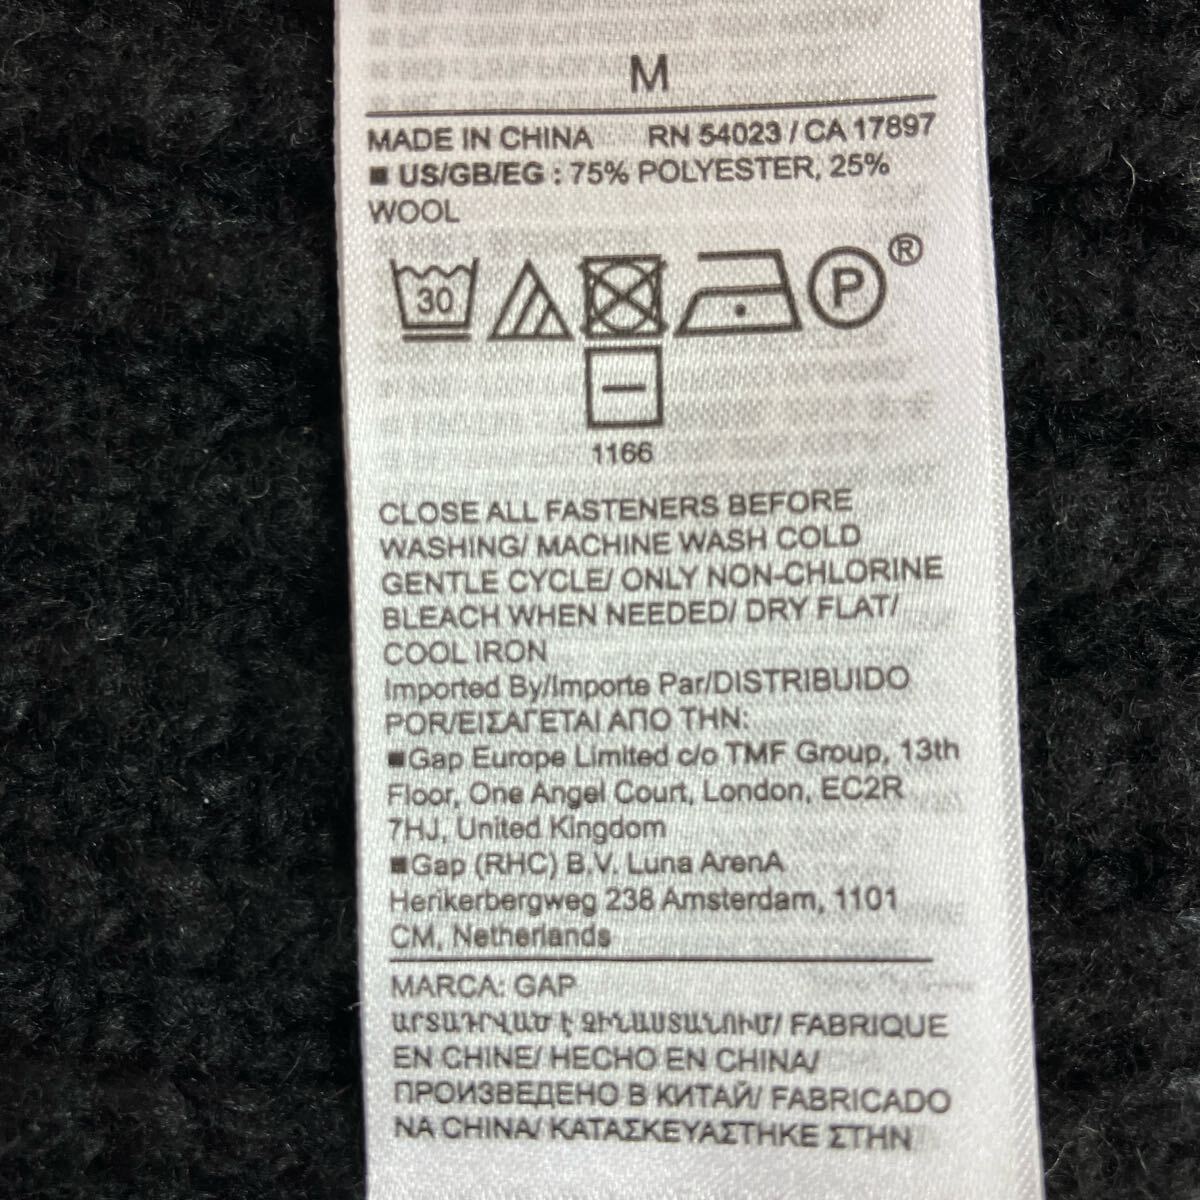 M
MADE IN CHINA RN 54023 / CA 17897
■ US/GB/EG : 75% POLYESTER, 25%
WOOL
30 P ®
1166
CLOSE ALL FASTENERS BEFORE
WASHING/ MACHINE WASH COLD
GENTLE CYCLE/ ONLY NON-CHLORINE
BLEACH WHEN NEEDED/ DRY FLAT/
COOL IRON
Imported By/Importe Par/DISTRIBUIDO
POR/ΕΙΣΑΓΕΤΑΙ ΑΠΟ ΤΗΝ:
■Gap Europe Limited c/o TMF Group, 13th
Floor, One Angel Court, London, EC2R
7HJ, United Kingdom
■Gap (RHC) B.V. Luna ArenA
Herikerbergweg 238 Amsterdam, 1101
CM, Netherlands
MARCA: GAP
ԱՐՏԱԴՐՎԱԾ Է ՉԻՆԱՍՏԱՆՈՒՄ/ FABRIQUE
EN CHINE/ HECHO EN CHINA/
ПРОИЗВЕДЕНО В КИТАЙ/ FABRICADO
NA CHINA/ ΚΑΤΑΣΚΕΥΑΣΤΗΚΕ ΣΤΗΝ